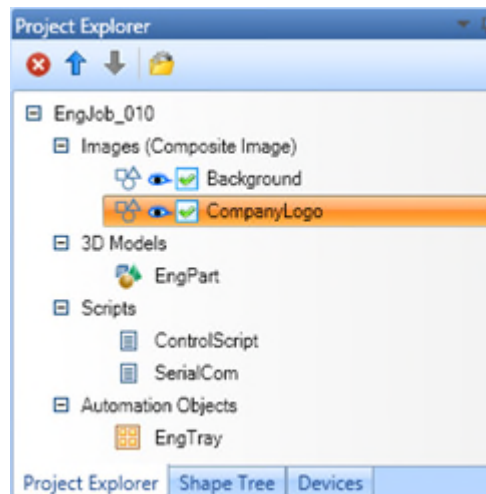 Project Explorer
EngJob_010
Images (Composite Image)
Background
CompanyLogo
3D Models
EngPart
Scripts
ControlScript
SerialCom
Automation Objects
EngTray
Project Explorer Shape Tree Devices